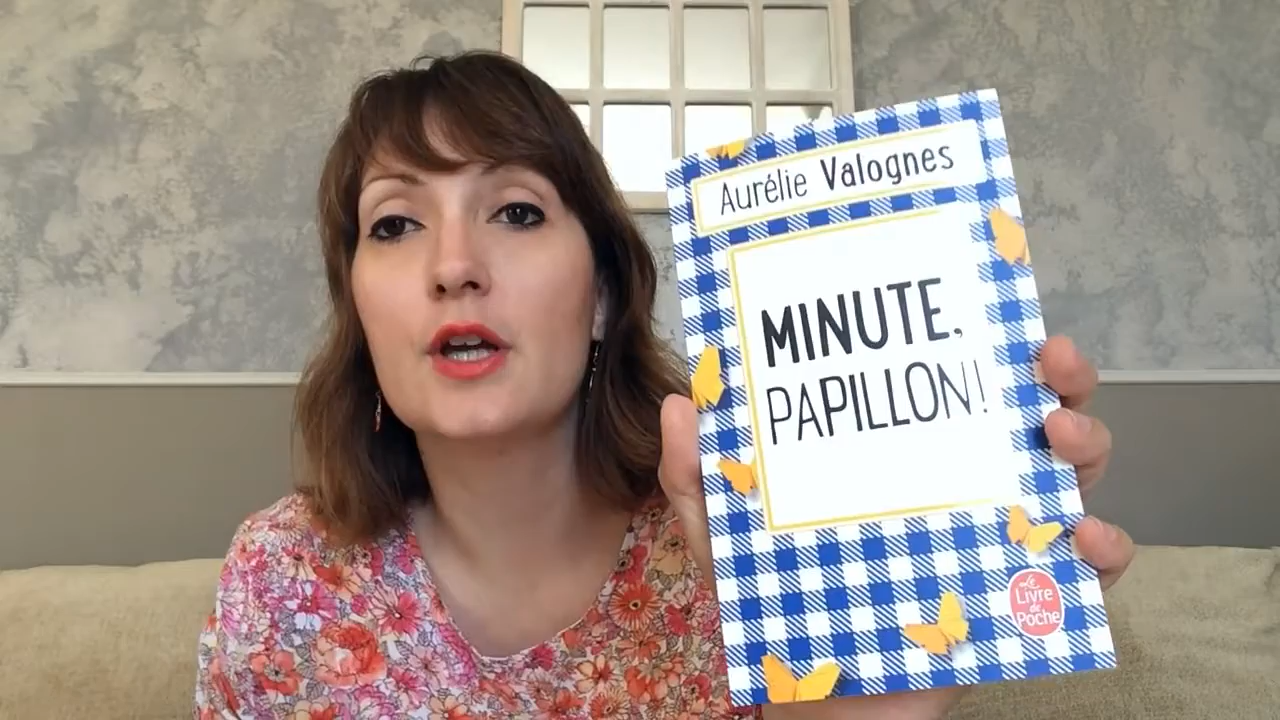 Aurélie Valognes
MINUTE,
PAPILLON!
Le
Livre
de
Poche